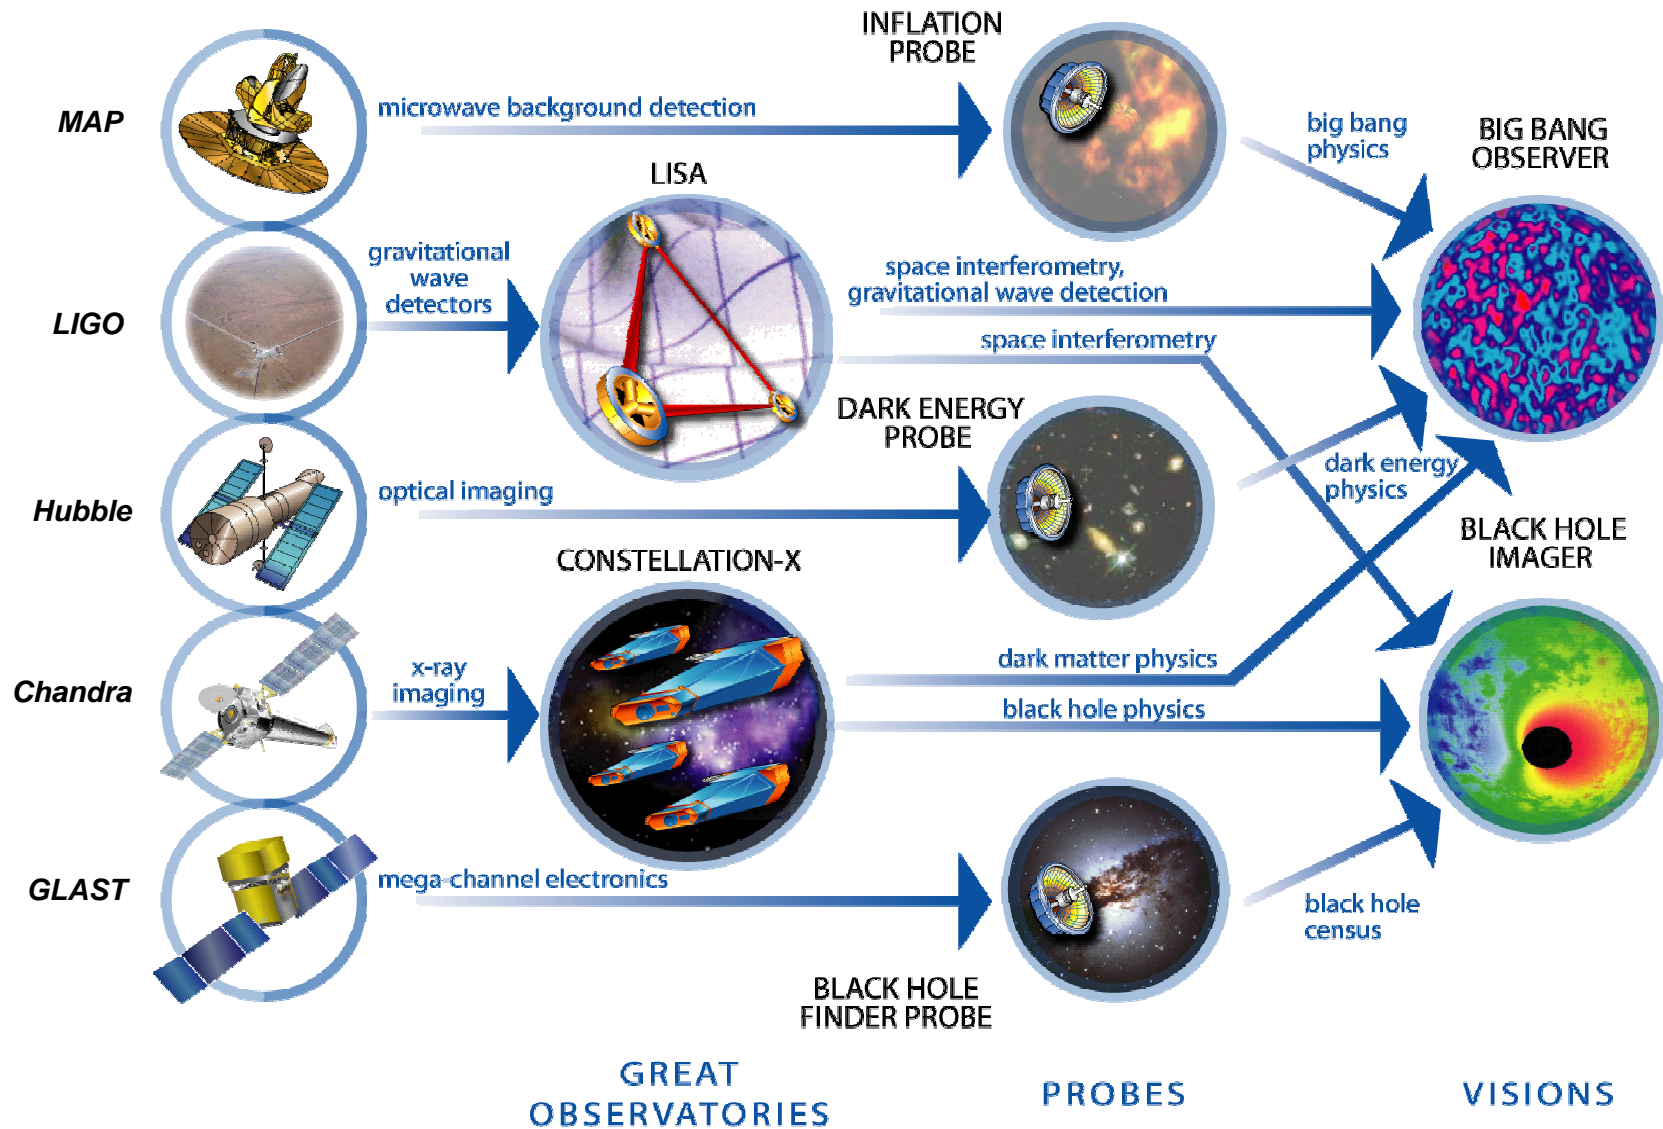 INFLATION
PROBE
MAP
microwave background detection
big bang
physics
BIG BANG
OBSERVER
LISA
LIGO
gravitational
wave
detectors
space interferometry,
gravitational wave detection
space interferometry
DARK ENERGY
PROBE
Hubble
optical imaging
dark energy
physics
CONSTELLATION-X
BLACK HOLE
IMAGER
Chandra
x-ray
imaging
dark matter physics
black hole physics
GLAST
mega-channel electronics
black hole
census
BLACK HOLE
FINDER PROBE
GREAT
OBSERVATORIES
PROBES
VISIONS